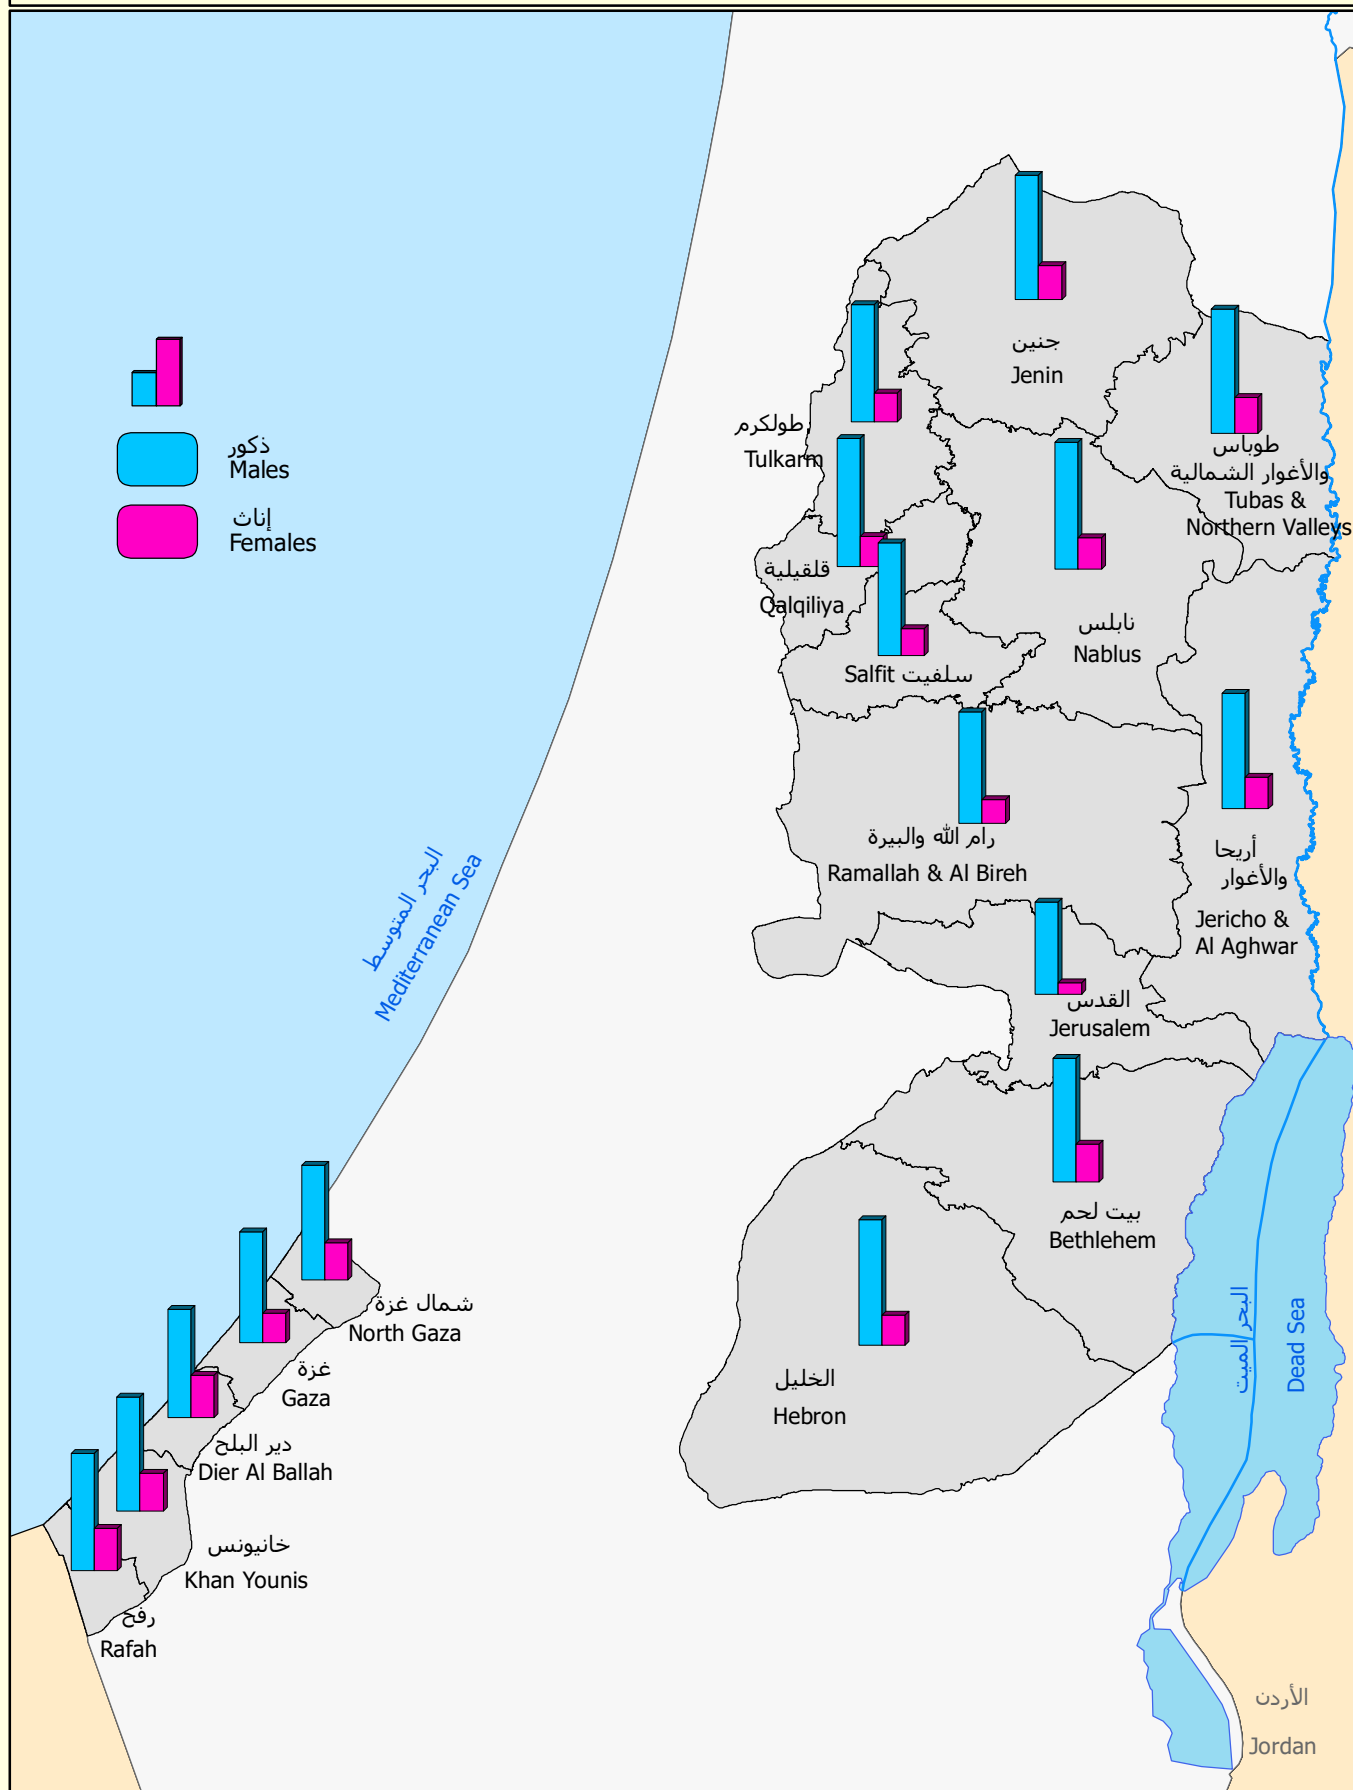 جنين
Jenin
طولكرم
Tulkarm
طوباس
والأغوار الشمالية
Tubas &
Northern Valleys
ذكور
Males
إناث
Females
قلقيلية
Qalqiliya
نابلس
Nablus
سلفيت Salfit
رام الله والبيرة
Ramallah & Al Bireh
أريحا
والأغوار
Jericho &
Al Aghwar
البحر المتوسط
Mediterranean Sea
القدس
Jerusalem
بيت لحم
Bethlehem
شمال غزة
North Gaza
غزة
Gaza
الخليل
Hebron
البحر الميت
Dead Sea
دير البلح
Dier Al Ballah
خانيونس
Khan Younis
رفح
Rafah
الأردن
Jordan